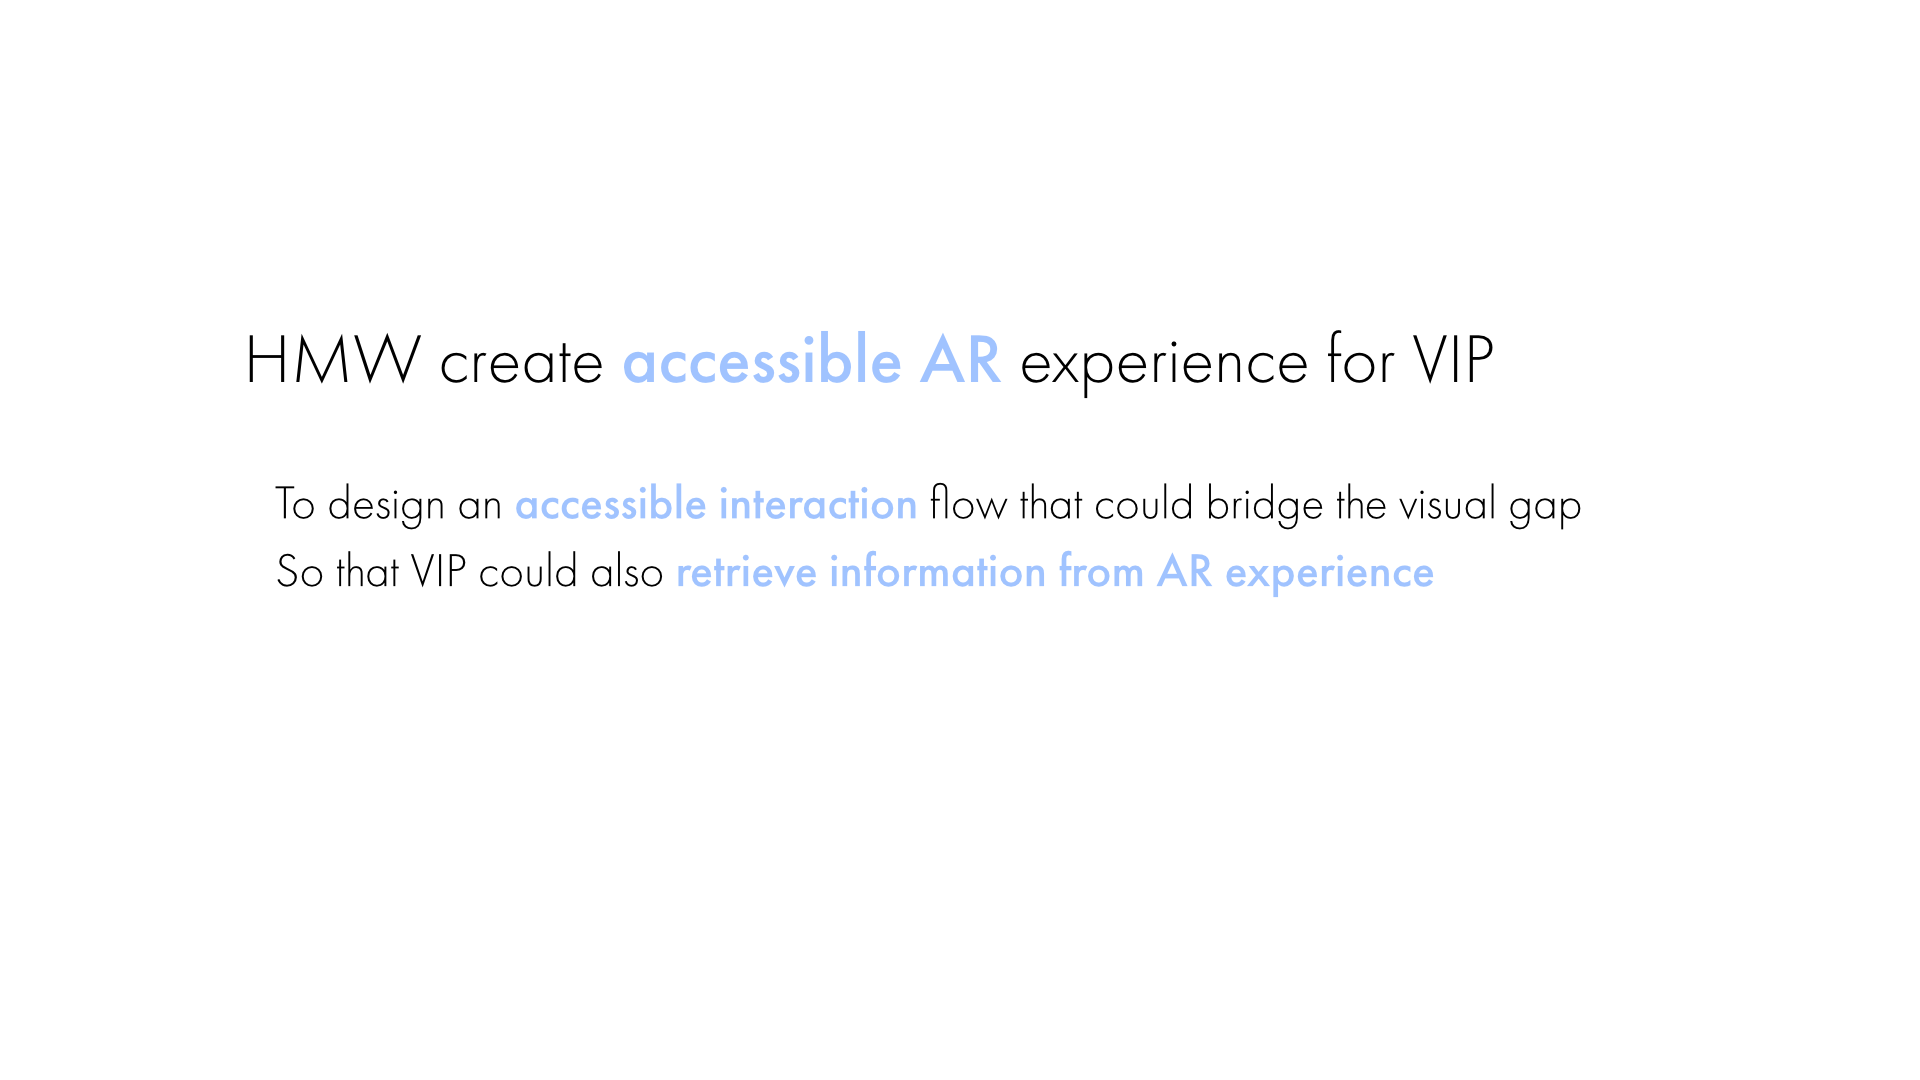 HMW create accessible AR experience for VIP
To design an accessible interaction flow that could bridge the visual gap
So that VIP could also retrieve information from AR experience